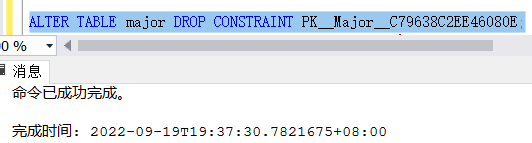 ALTER TABLE major DROP CONSTRAINT PK__Major__C79638C2EE46080E;
00 %
消息
命令已成功完成。
完成时间: 2022-09-19T19:37:30.7821675+08:00